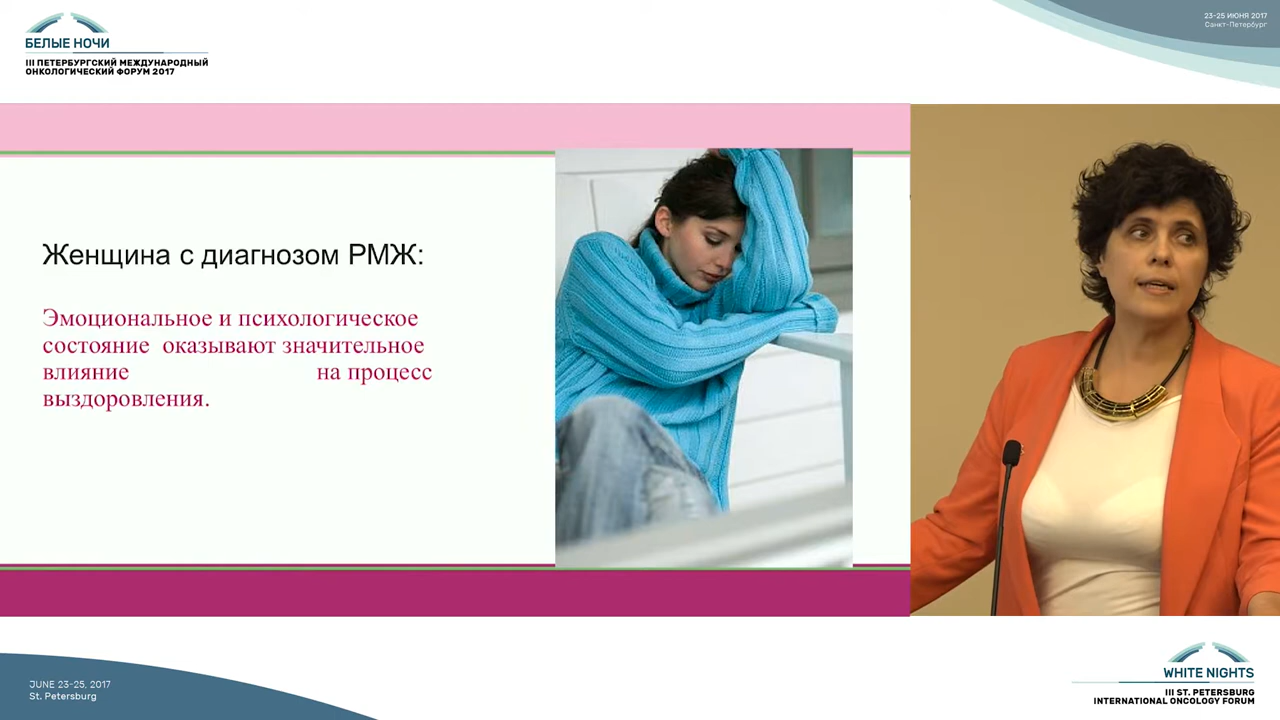 БЕЛЫЕ НОЧИ
III ПЕТЕРБУРГСКИЙ МЕЖДУНАРОДНЫЙ
ОНКОЛОГИЧЕСКИЙ ФОРУМ 2017
23-25 ИЮНЯ 2017
Санкт-Петербург
Женщина с диагнозом РМЖ:
Эмоциональное и психологическое
состояние оказывают значительное
влияние на процесс
выздоровления.
JUNE 23-25, 2017
St. Petersburg
WHITE NIGHTS
III ST. PETERSBURG
INTERNATIONAL ONCOLOGY FORUM